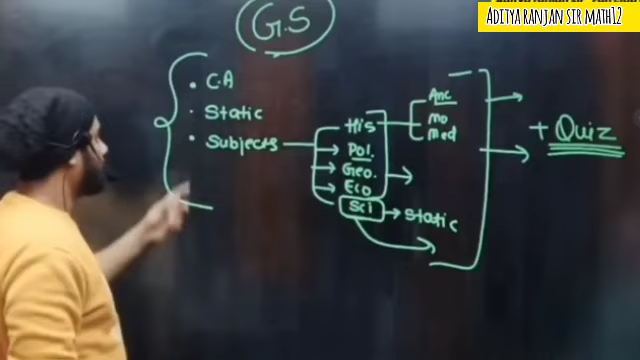 ADITYA RANJAN SIR MATH12
G.S
• C.A
• Static
• Subjects
His
Pol.
Geo.
Eco
Sci
Anc
Mo
Med
Static
+ Quiz